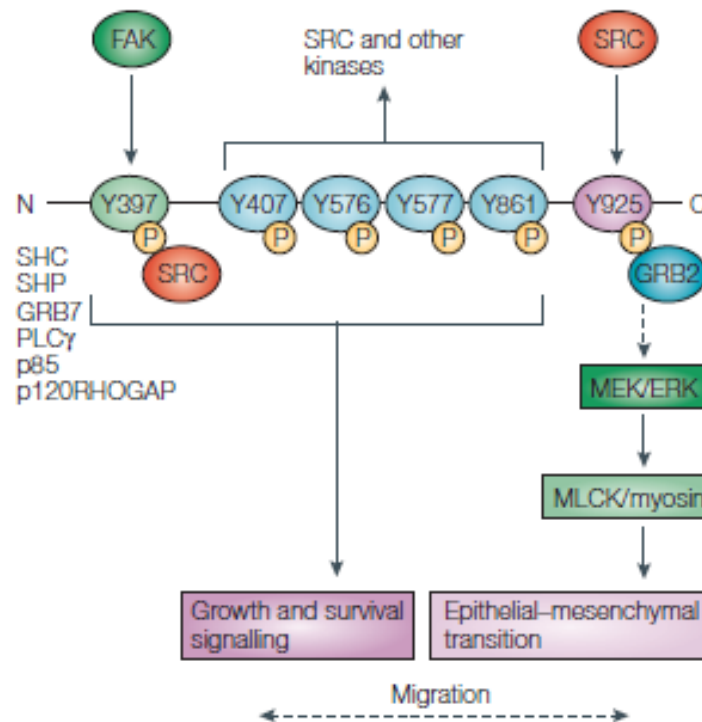 FAK
SRC and other
kinases
SRC
N
Y397
Y407
Y576
Y577
Y861
Y925
C
P
P
P
P
P
P
SRC
GRB2
SHC
SHP
GRB7
PLCγ
p85
p120RHOGAP
MEK/ERK
MLCK/myosin
Growth and survival
signalling
Epithelial–mesenchymal
transition
Migration